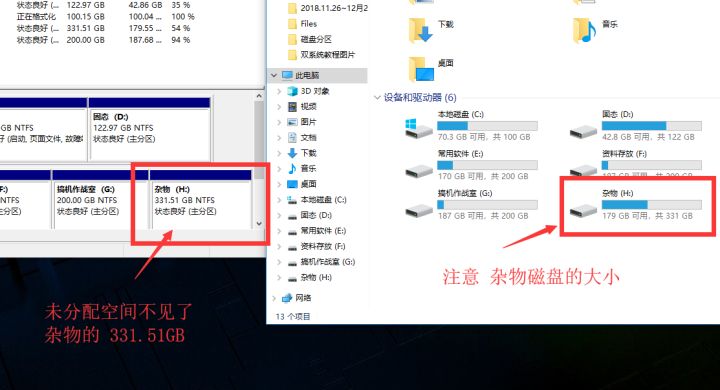 状态良好 (... 122.97 GB 42.86 GB 35 %
正在格式化 100.15 GB 100.04 ... 100 %
状态良好 (... 331.51 GB 179.55 ... 54 %
状态良好 (... 200.00 GB 187.68 ... 94 %
固态 (D:)
GB NTFS
122.97 GB NTFS
(启动, 页面文件, 故障
状态良好 (主分区)
F:)
搞机作战室 (G:)
杂物 (H:)
GB NTFS
200.00 GB NTFS
331.51 GB NTFS
(主分区)
状态良好 (主分区)
状态良好 (主分区)
未分配空间不见了
杂物的 331.51GB
2018.11.26~12月2
Files
磁盘分区
双系统教程图片
此电脑
3D 对象
视频
图片
文档
下载
音乐
桌面
本地磁盘 (C:)
固态 (D:)
常用软件 (E:)
资料存放 (F:)
搞机作战室 (G:)
杂物 (H:)
网络
13 个项目
下载
音乐
桌面
设备和驱动器 (6)
本地磁盘 (C:)
70.3 GB 可用, 共 100 GB
固态 (D:)
42.8 GB 可用, 共 122 GB
常用软件 (E:)
170 GB 可用, 共 200 GB
资料存放 (F:)
197 GB 可用, 共 200 GB
搞机作战室 (G:)
187 GB 可用, 共 200 GB
杂物 (H:)
179 GB 可用, 共 331 GB
注意 杂物磁盘的大小